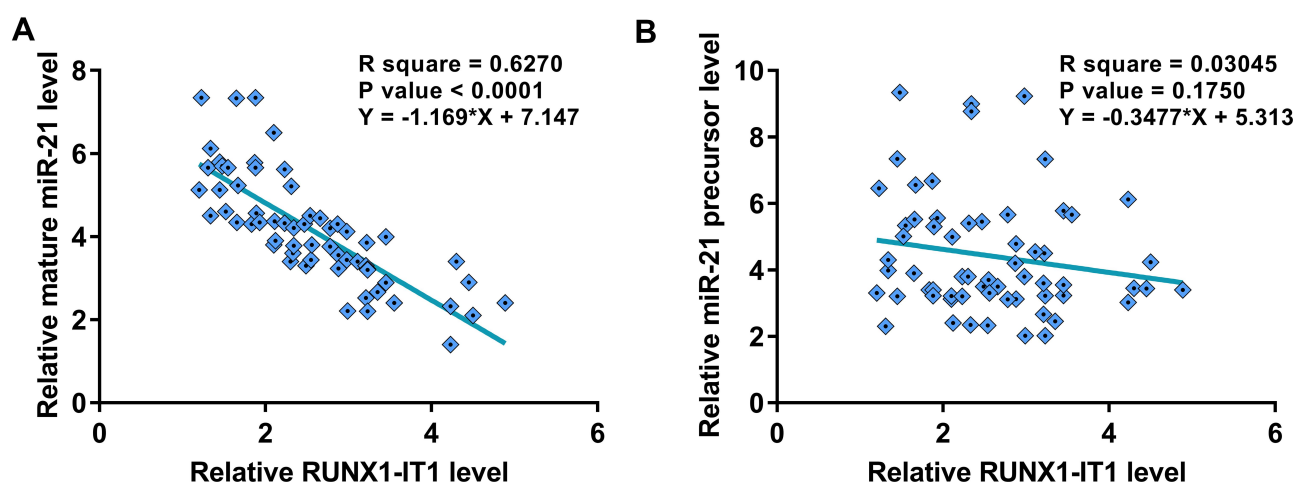 A
Relative mature miR-21 level
8
6
4
2
0
0 2 4 6
Relative RUNX1-IT1 level
R square = 0.6270
P value < 0.0001
Y = -1.169*X + 7.147
B
Relative miR-21 precursor level
10
8
6
4
2
0
0 2 4 6
Relative RUNX1-IT1 level
R square = 0.03045
P value = 0.1750
Y = -0.3477*X + 5.313